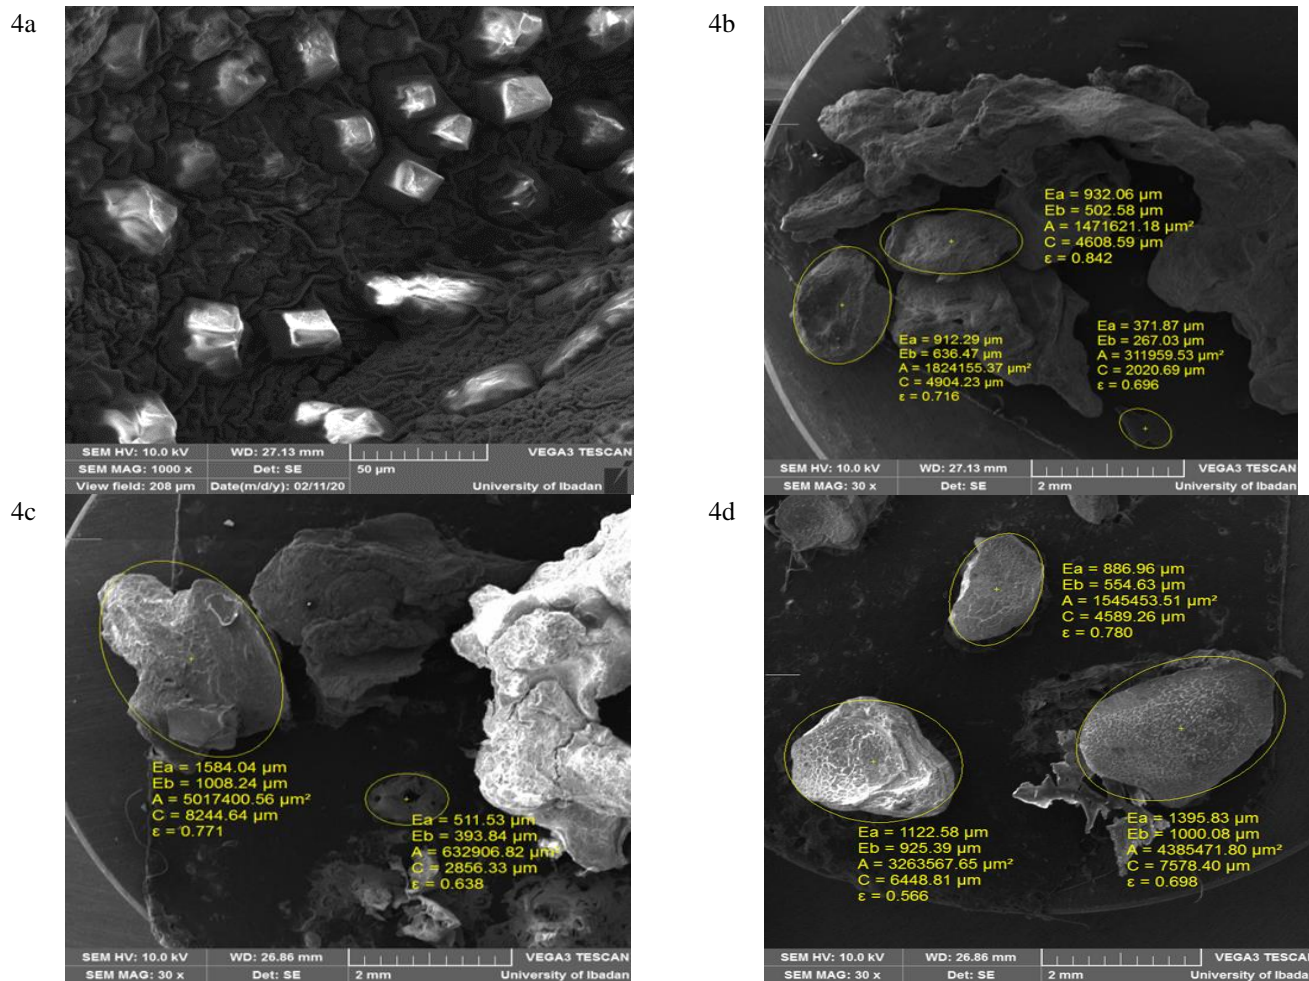 4a
SEM HV: 10.0 kV WD: 27.13 mm VEGA3 TESCAN
SEM MAG: 1000 x Det: SE 50 µm
View field: 208 µm Date(m/d/y): 02/11/20 University of Ibadan
4b
Ea = 932.06 µm
Eb = 502.58 µm
A = 1471621.18 µm²
C = 4608.59 µm
ε = 0.842
Ea = 912.29 µm
Eb = 636.47 µm
A = 1824155.37 µm²
C = 4904.23 µm
ε = 0.716
Ea = 371.87 µm
Eb = 267.03 µm
A = 311959.53 µm²
C = 2020.69 µm
ε = 0.696
SEM HV: 10.0 kV WD: 27.13 mm VEGA3 TESCAN
SEM MAG: 30 x Det: SE 2 mm University of Ibadan
4c
Ea = 1584.04 µm
Eb = 1008.24 µm
A = 5017400.56 µm²
C = 8244.64 µm
ε = 0.771
Ea = 511.53 µm
Eb = 393.84 µm
A = 632906.82 µm²
C = 2856.33 µm
ε = 0.638
SEM HV: 10.0 kV WD: 26.86 mm VEGA3 TESCAN
SEM MAG: 30 x Det: SE 2 mm University of Ibadan
4d
Ea = 886.96 µm
Eb = 554.63 µm
A = 1545453.51 µm²
C = 4589.26 µm
ε = 0.780
Ea = 1122.58 µm
Eb = 925.39 µm
A = 3263567.65 µm²
C = 6448.81 µm
ε = 0.566
Ea = 1395.83 µm
Eb = 1000.08 µm
A = 4385471.80 µm²
C = 7578.40 µm
ε = 0.698
SEM HV: 10.0 kV WD: 26.86 mm VEGA3 TESCAN
SEM MAG: 30 x Det: SE 2 mm University of Ibadan